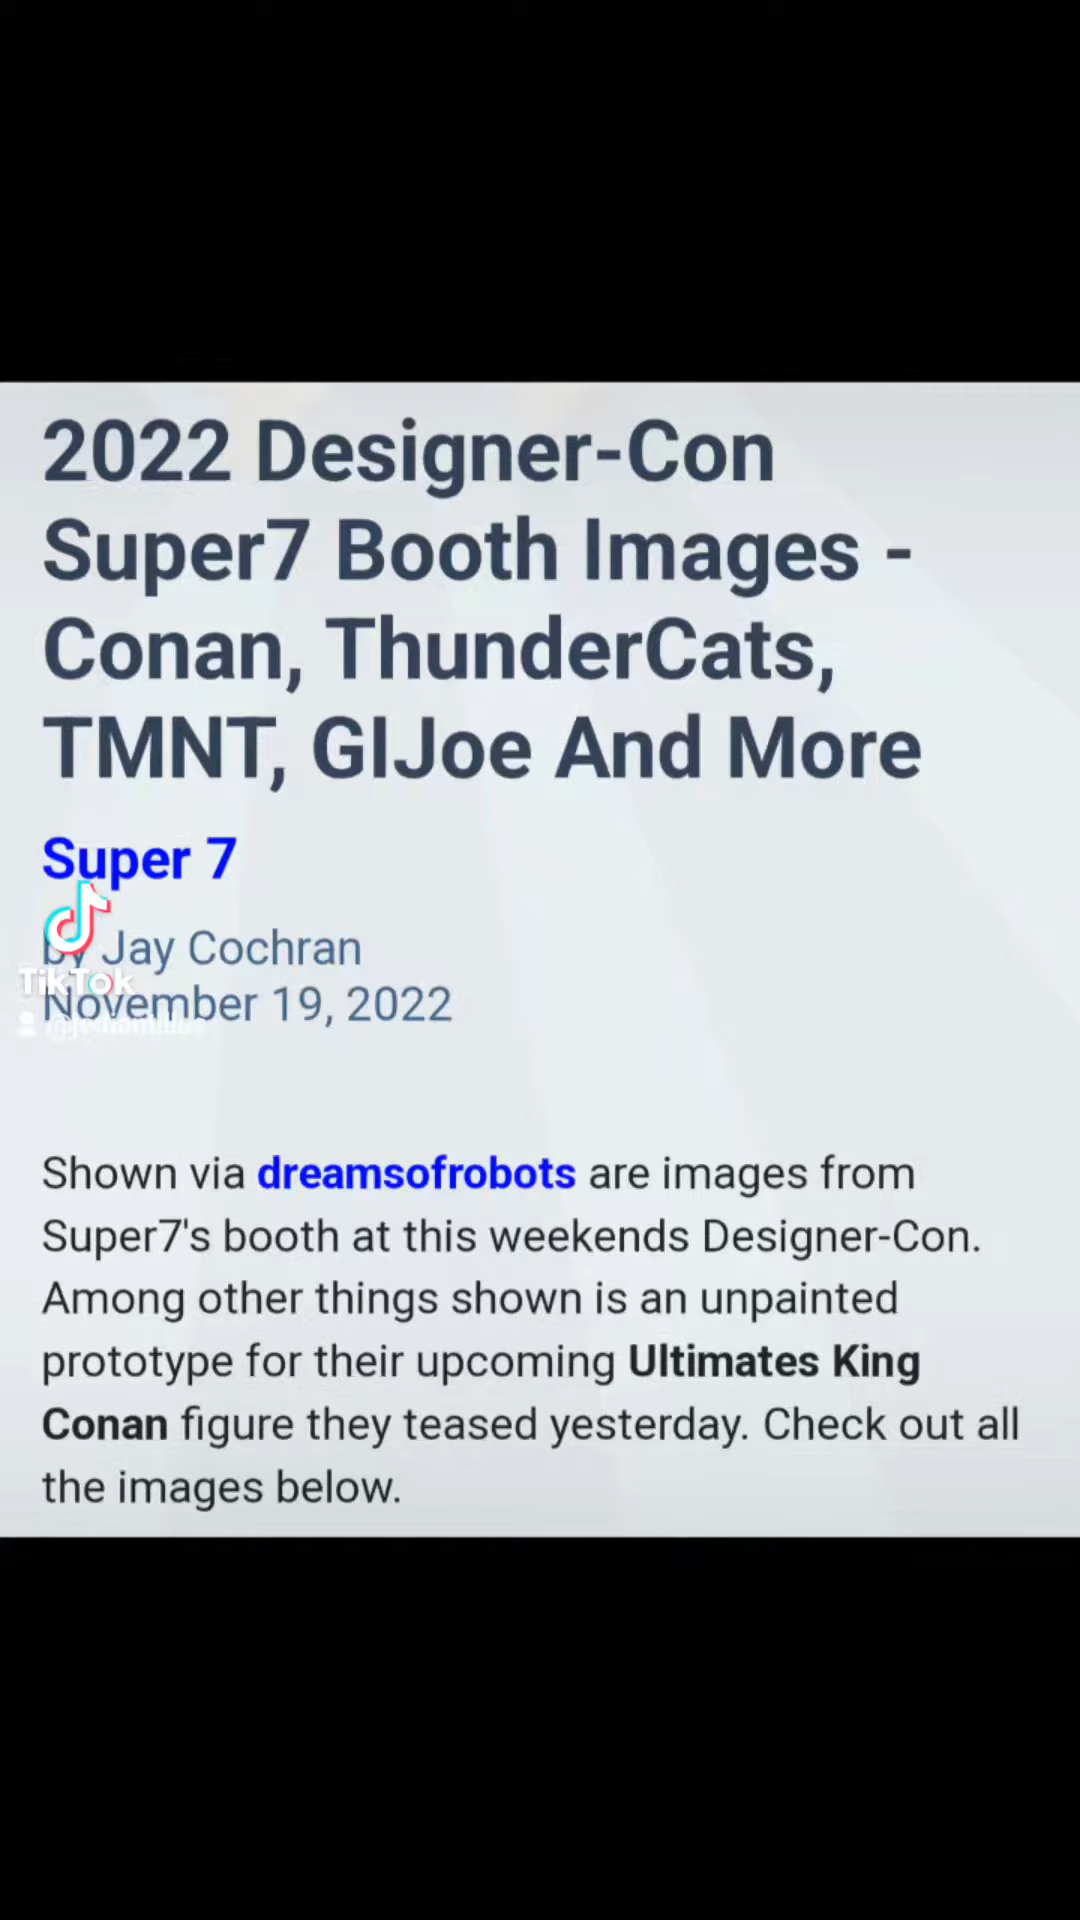 2022 Designer-Con
Super7 Booth Images -
Conan, ThunderCats,
TMNT, GIJoe And More
Super 7
by Jay Cochran
TikTok
November 19, 2022
Shown via dreamsofrobots are images from
Super7's booth at this weekends Designer-Con.
Among other things shown is an unpainted
prototype for their upcoming Ultimates King
Conan figure they teased yesterday. Check out all
the images below.